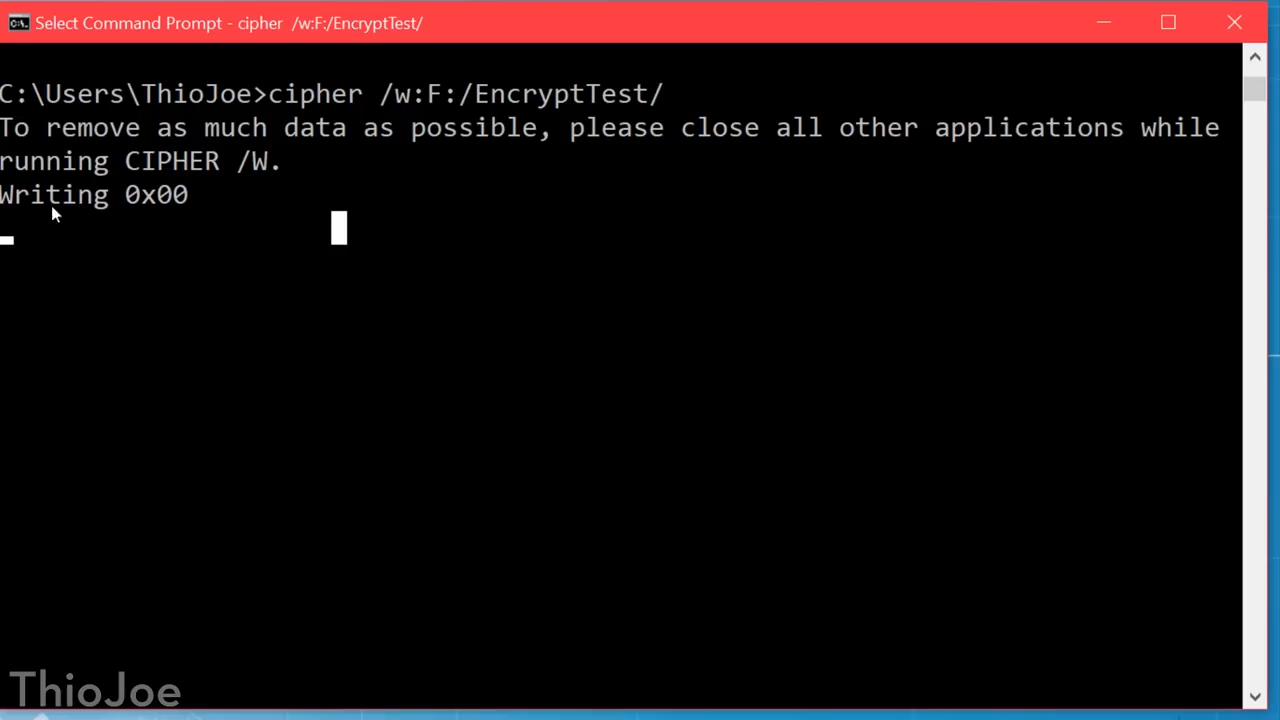 Select Command Prompt - cipher  /w:F:/EncryptTest/
C:\Users\ThioJoe>cipher /w:F:/EncryptTest/
To remove as much data as possible, please close all other applications while
running CIPHER /W.
Writing 0x00
ThioJoe